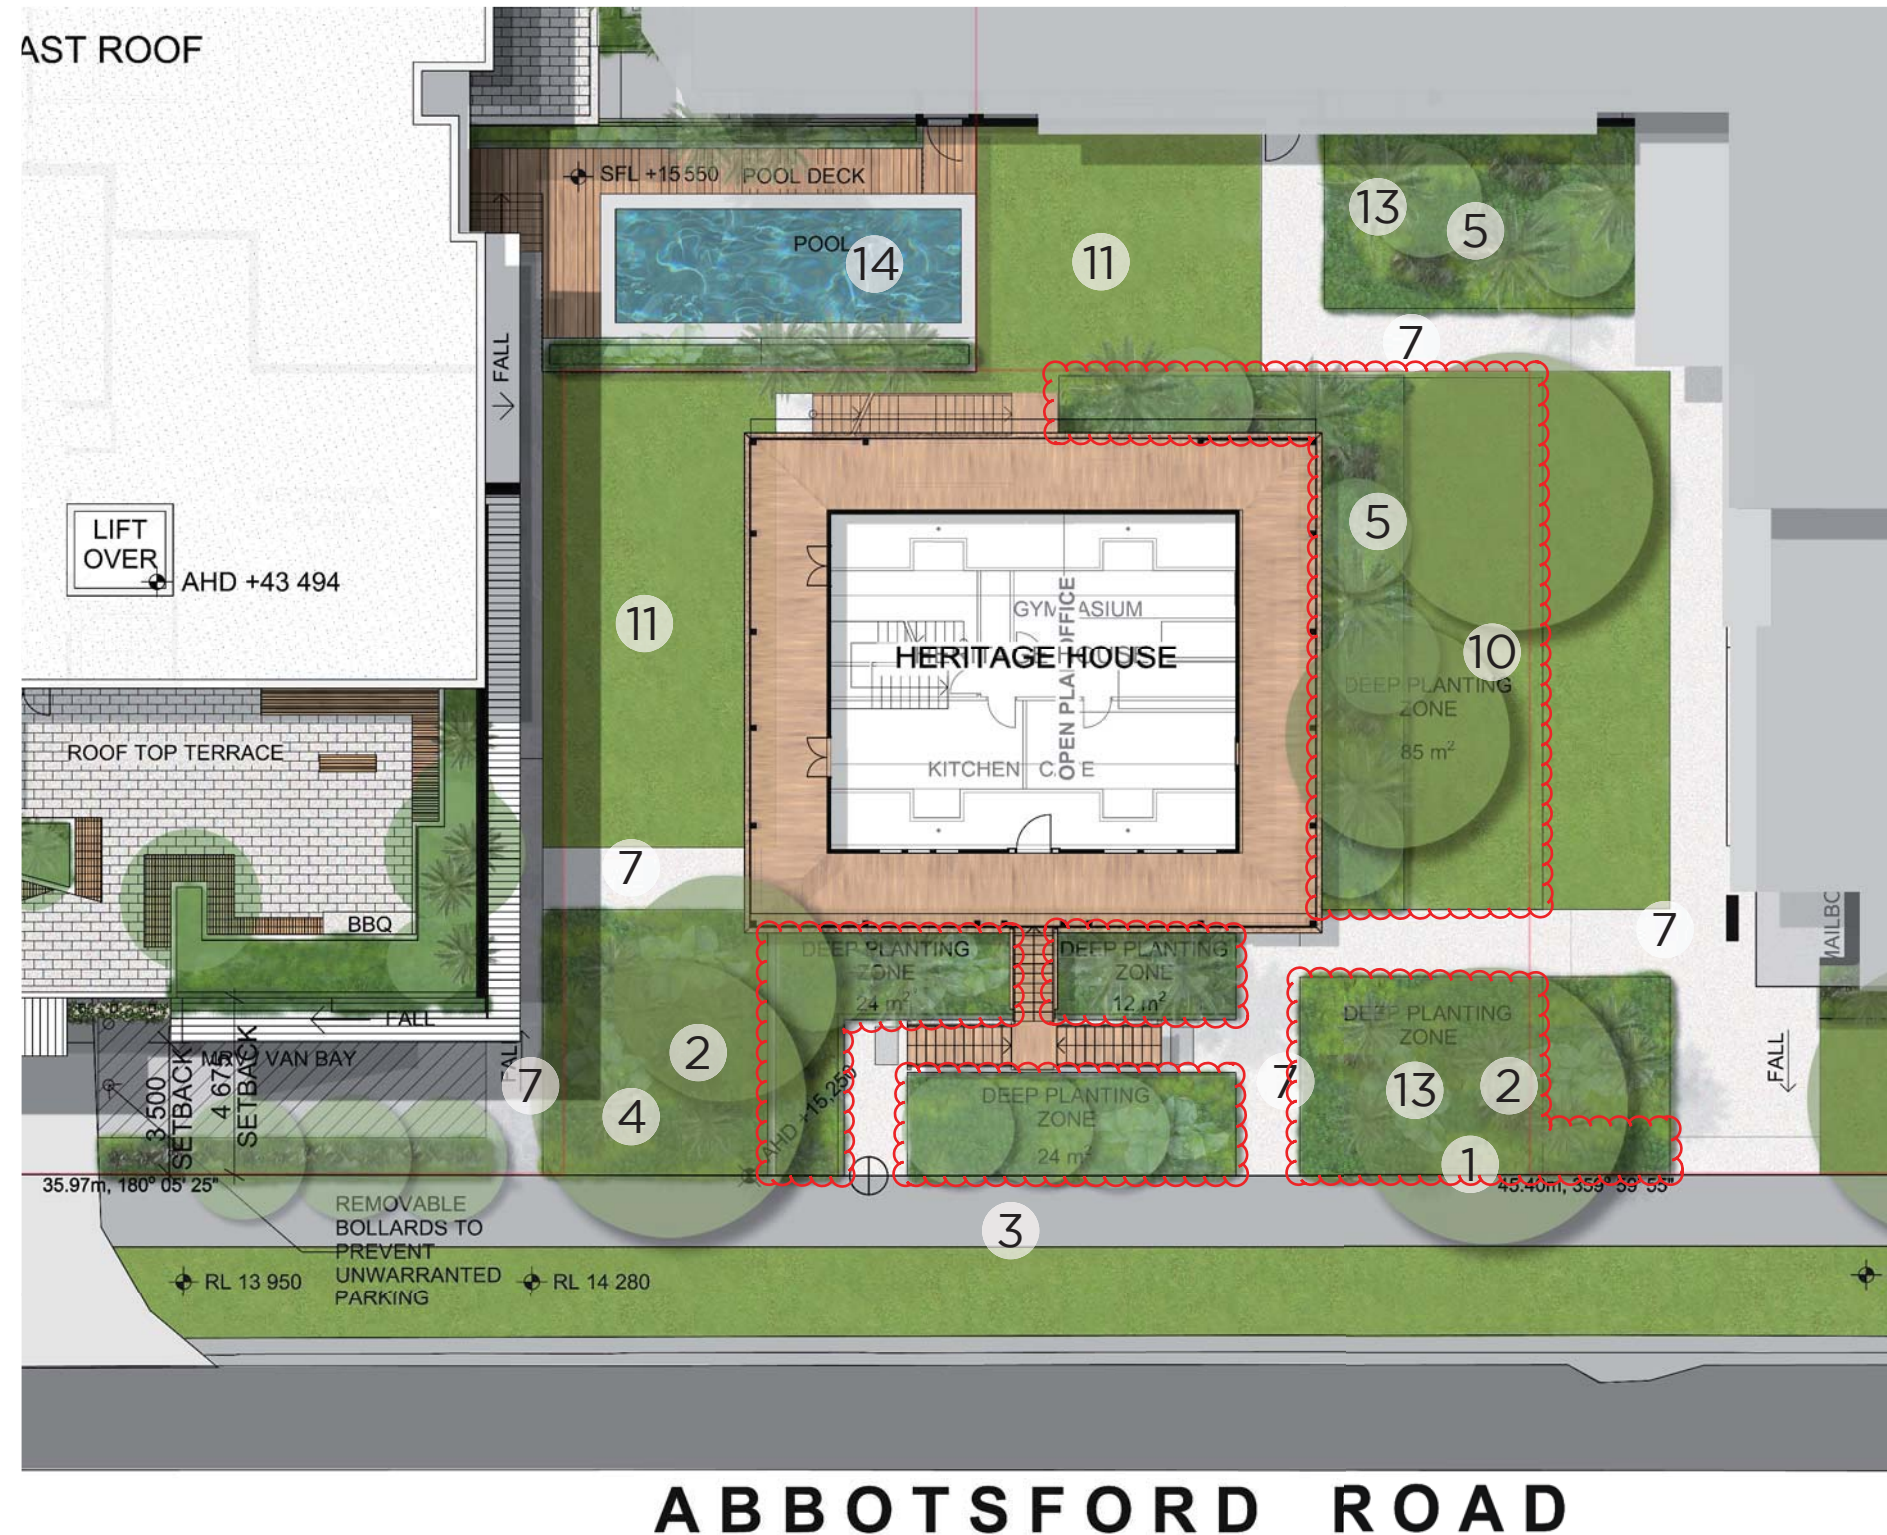 AST ROOF
SFL +15 550
POOL DECK
POOL
14
11
13
5
7
FALL
LIFT
OVER
AHD +43 494
11
5
GYMNASIUM
OPEN PLAN OFFICE
HERITAGE HOUSE
KITCHEN
10
DEEP PLANTING
ZONE
85 m²
ROOF TOP TERRACE
7
BBQ
7
DEEP PLANTING
ZONE
24 m²
DEEP PLANTING
ZONE
12 m²
DEEP PLANTING
ZONE
FALL
VAN BAY
3 500
SETBACK
4 675
SETBACK
7
2
4
AHD +15,250
DEEP PLANTING
ZONE
24 m²
7
13
2
1
FALL
35.97m, 180° 05' 25"
45.40m, 359° 59' 55"
3
REMOVABLE
BOLLARDS TO
PREVENT
UNWARRANTED
PARKING
RL 13 950
RL 14 280
ABBOTSFORD ROAD